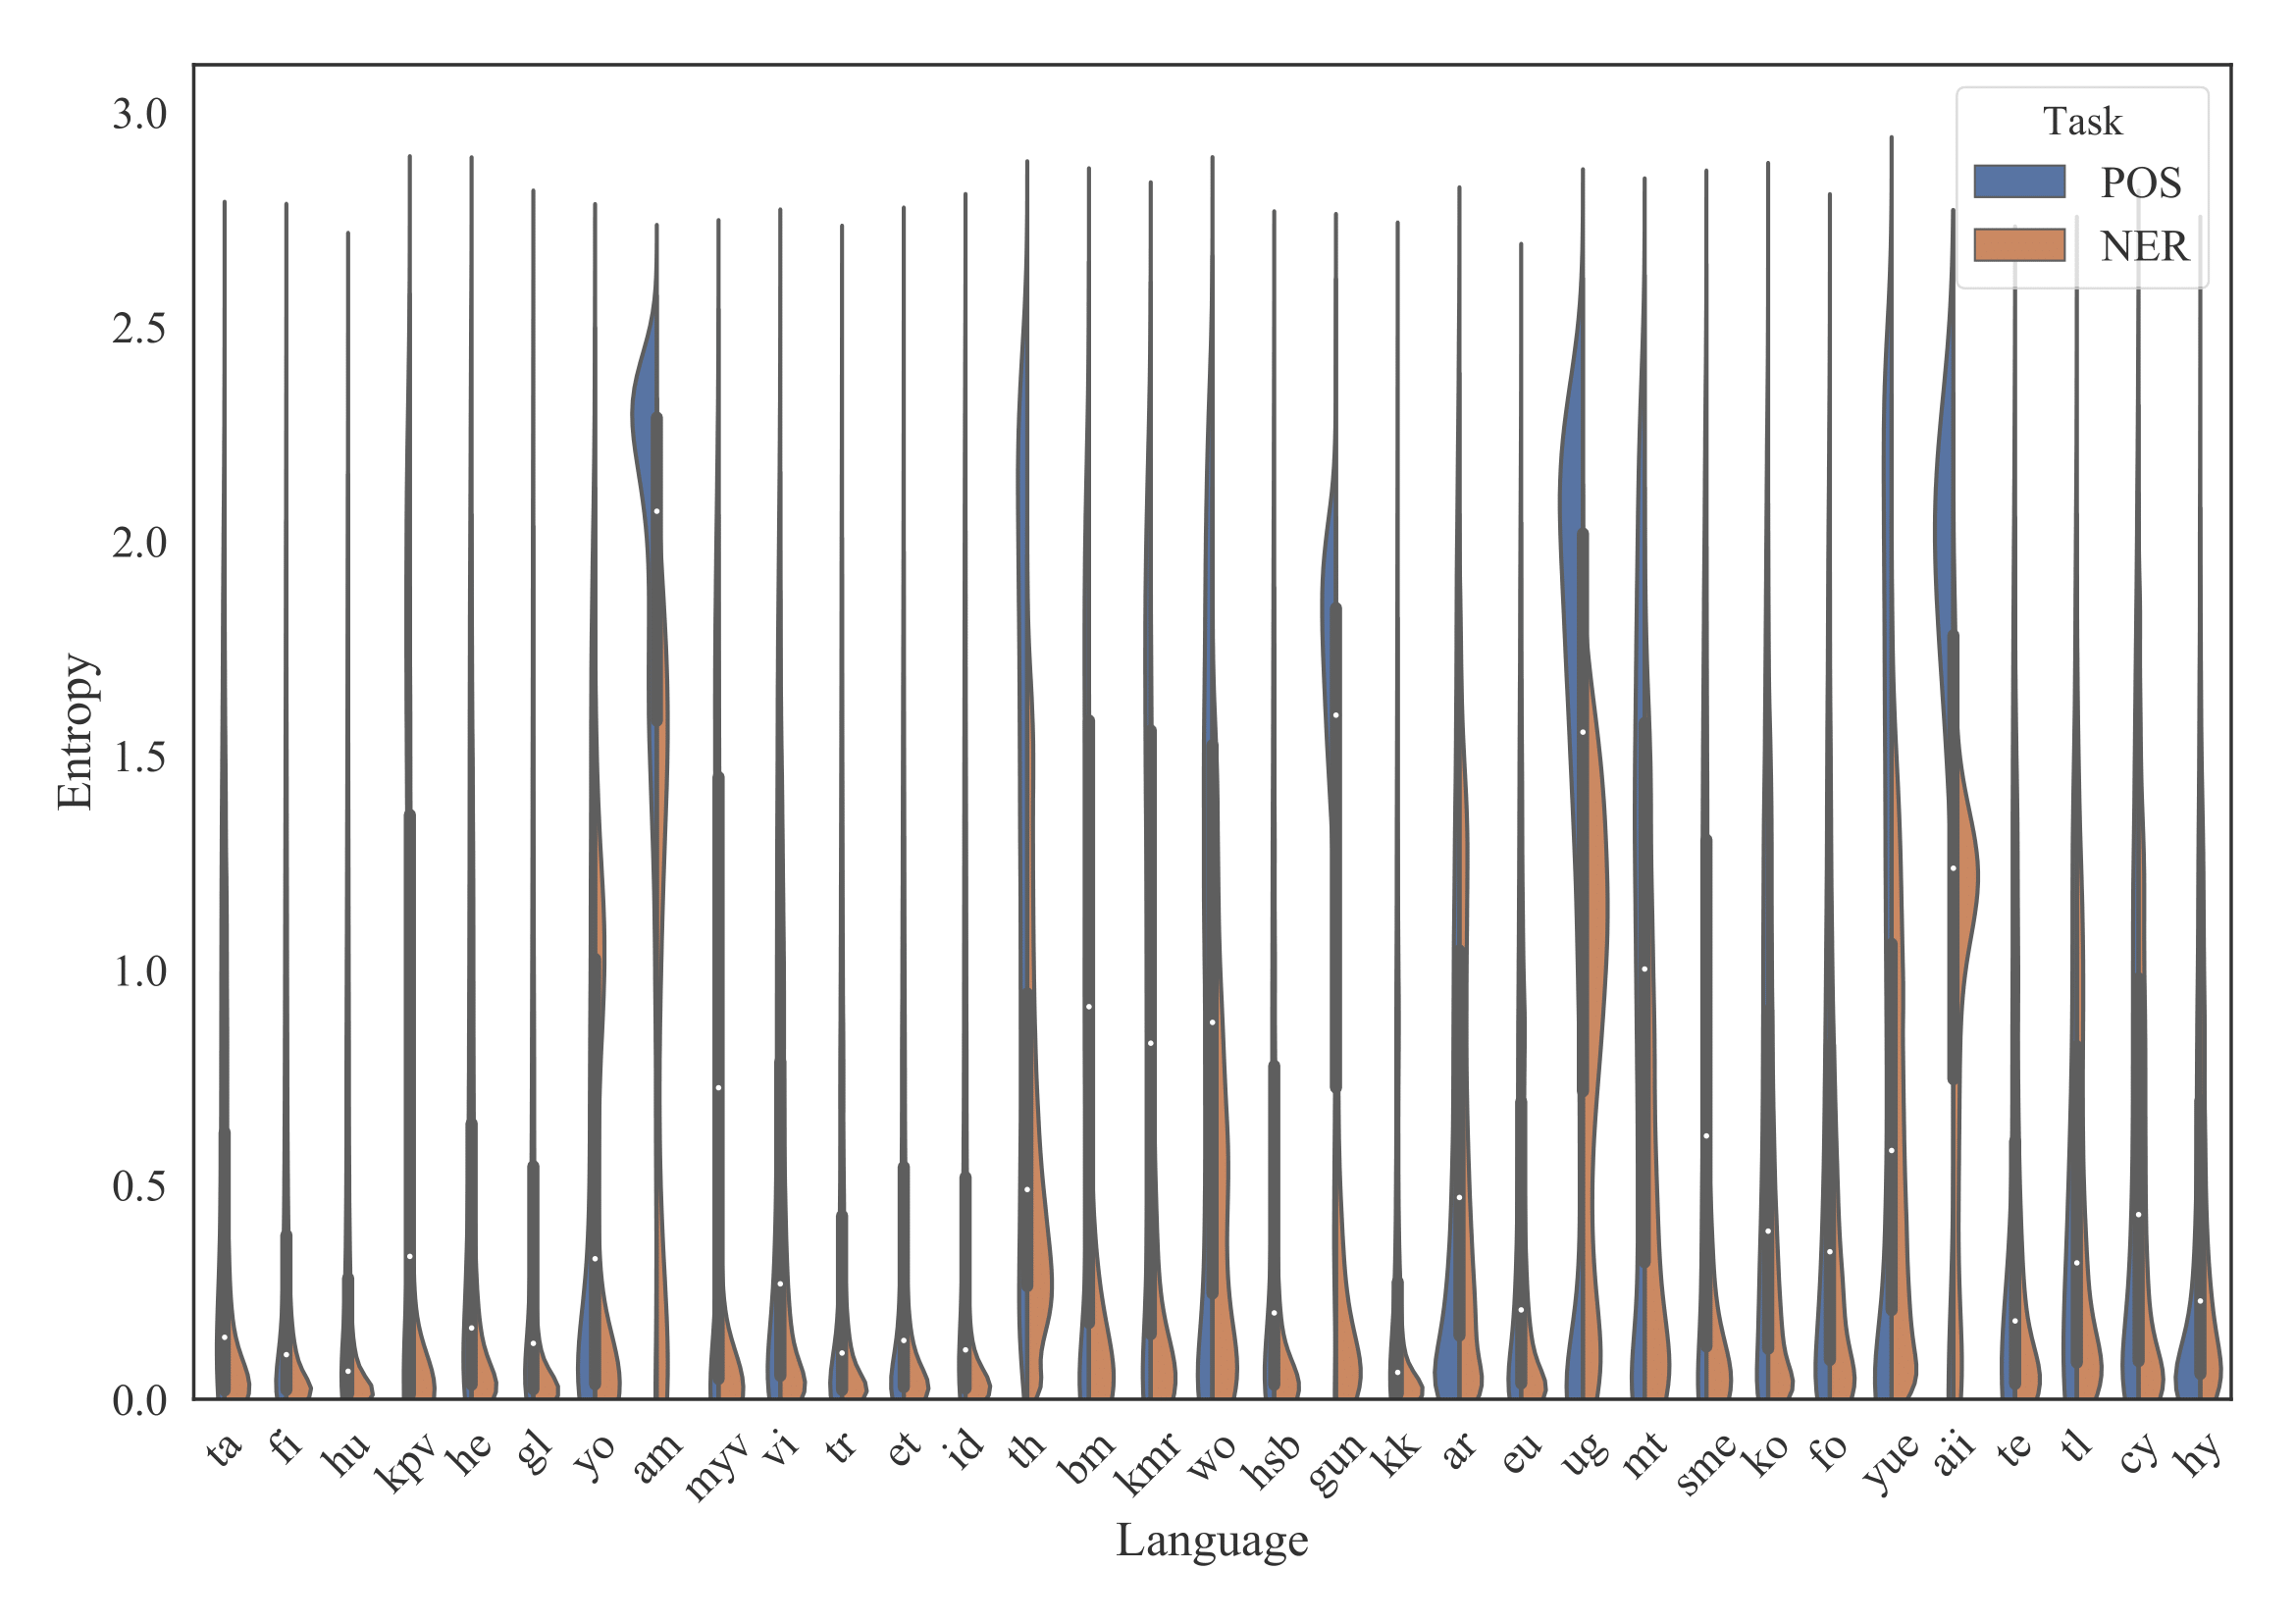 3.0
2.5
2.0
1.5
1.0
0.5
0.0
Entropy
Task
POS
NER
ta fi hu kpv he gl yo am myv vi tr et id th bm kmr wo hsb gun kk ar eu ug mt sme ko fo yue aii te tl cy hy
Language